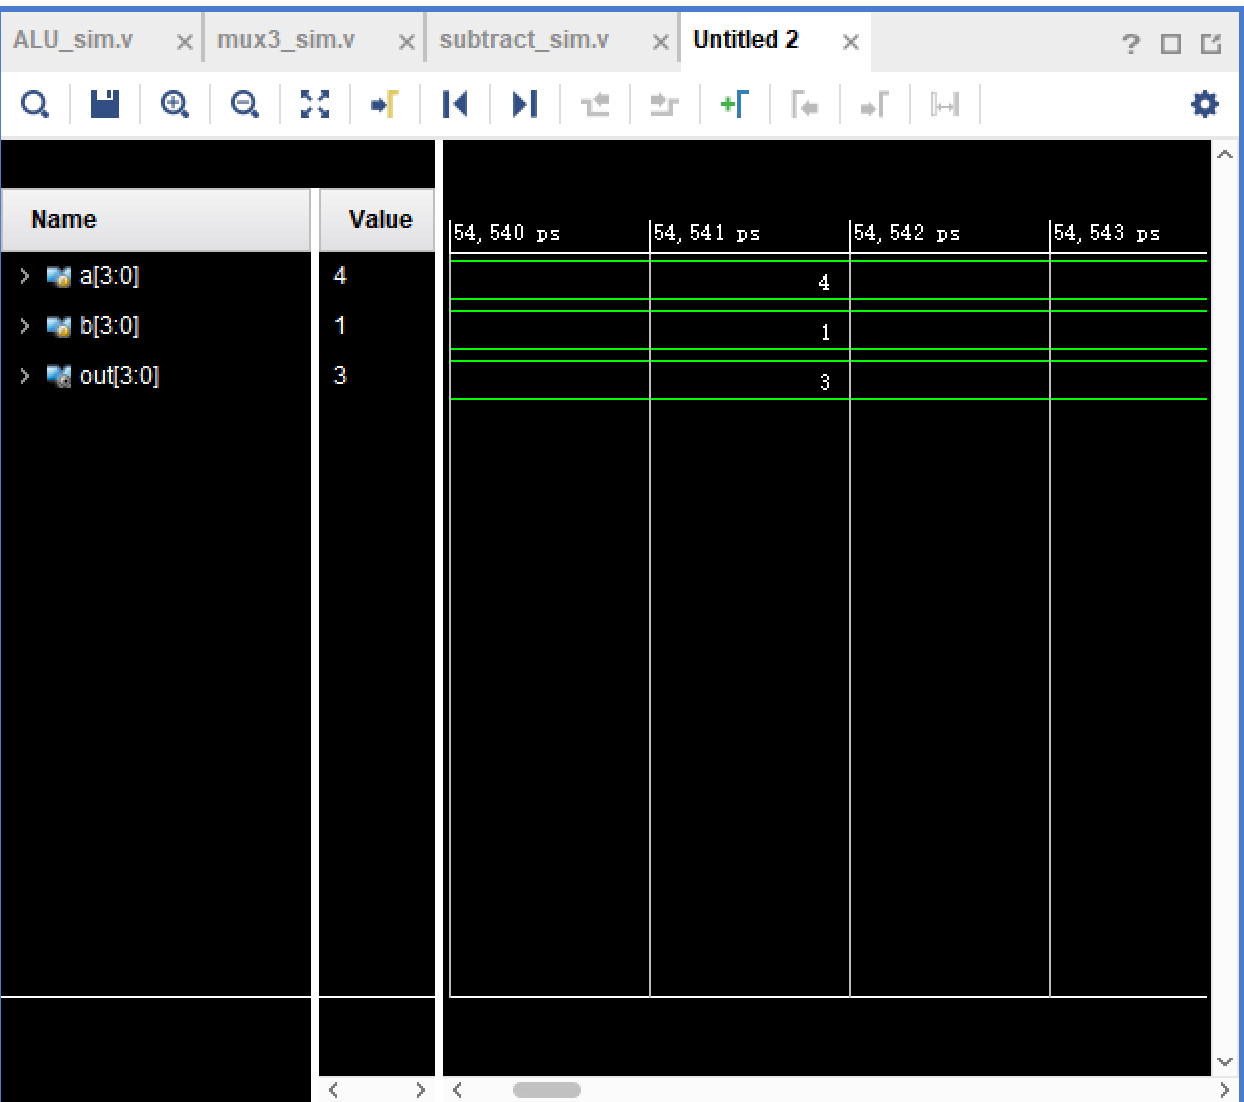 ALU_sim.v mux3_sim.v subtract_sim.v Untitled 2
Name Value
54,540 ps 54,541 ps 54,542 ps 54,543 ps
a[3:0] 4 4
b[3:0] 1 1
out[3:0] 3 3